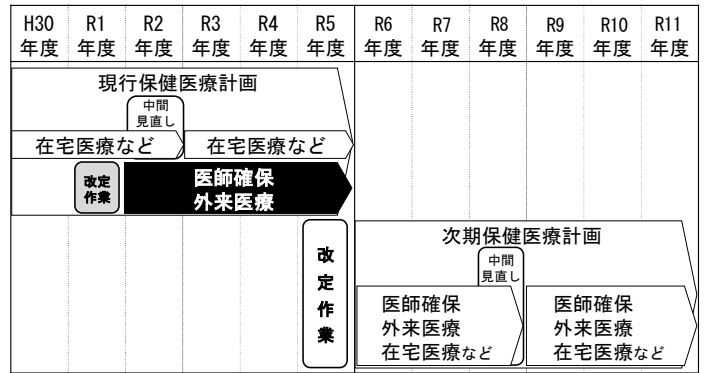 H30 R1 R2 R3 R4 R5 R6 R7 R8 R9 R10 R11
年度 年度 年度 年度 年度 年度 年度 年度 年度 年度 年度 年度
現行保健医療計画
中間
見直し
在宅医療など 在宅医療など
改定
作業
医師確保
外来医療
改
定
作
業
次期保健医療計画
中間
見直し
医師確保
外来医療
在宅医療など
医師確保
外来医療
在宅医療など